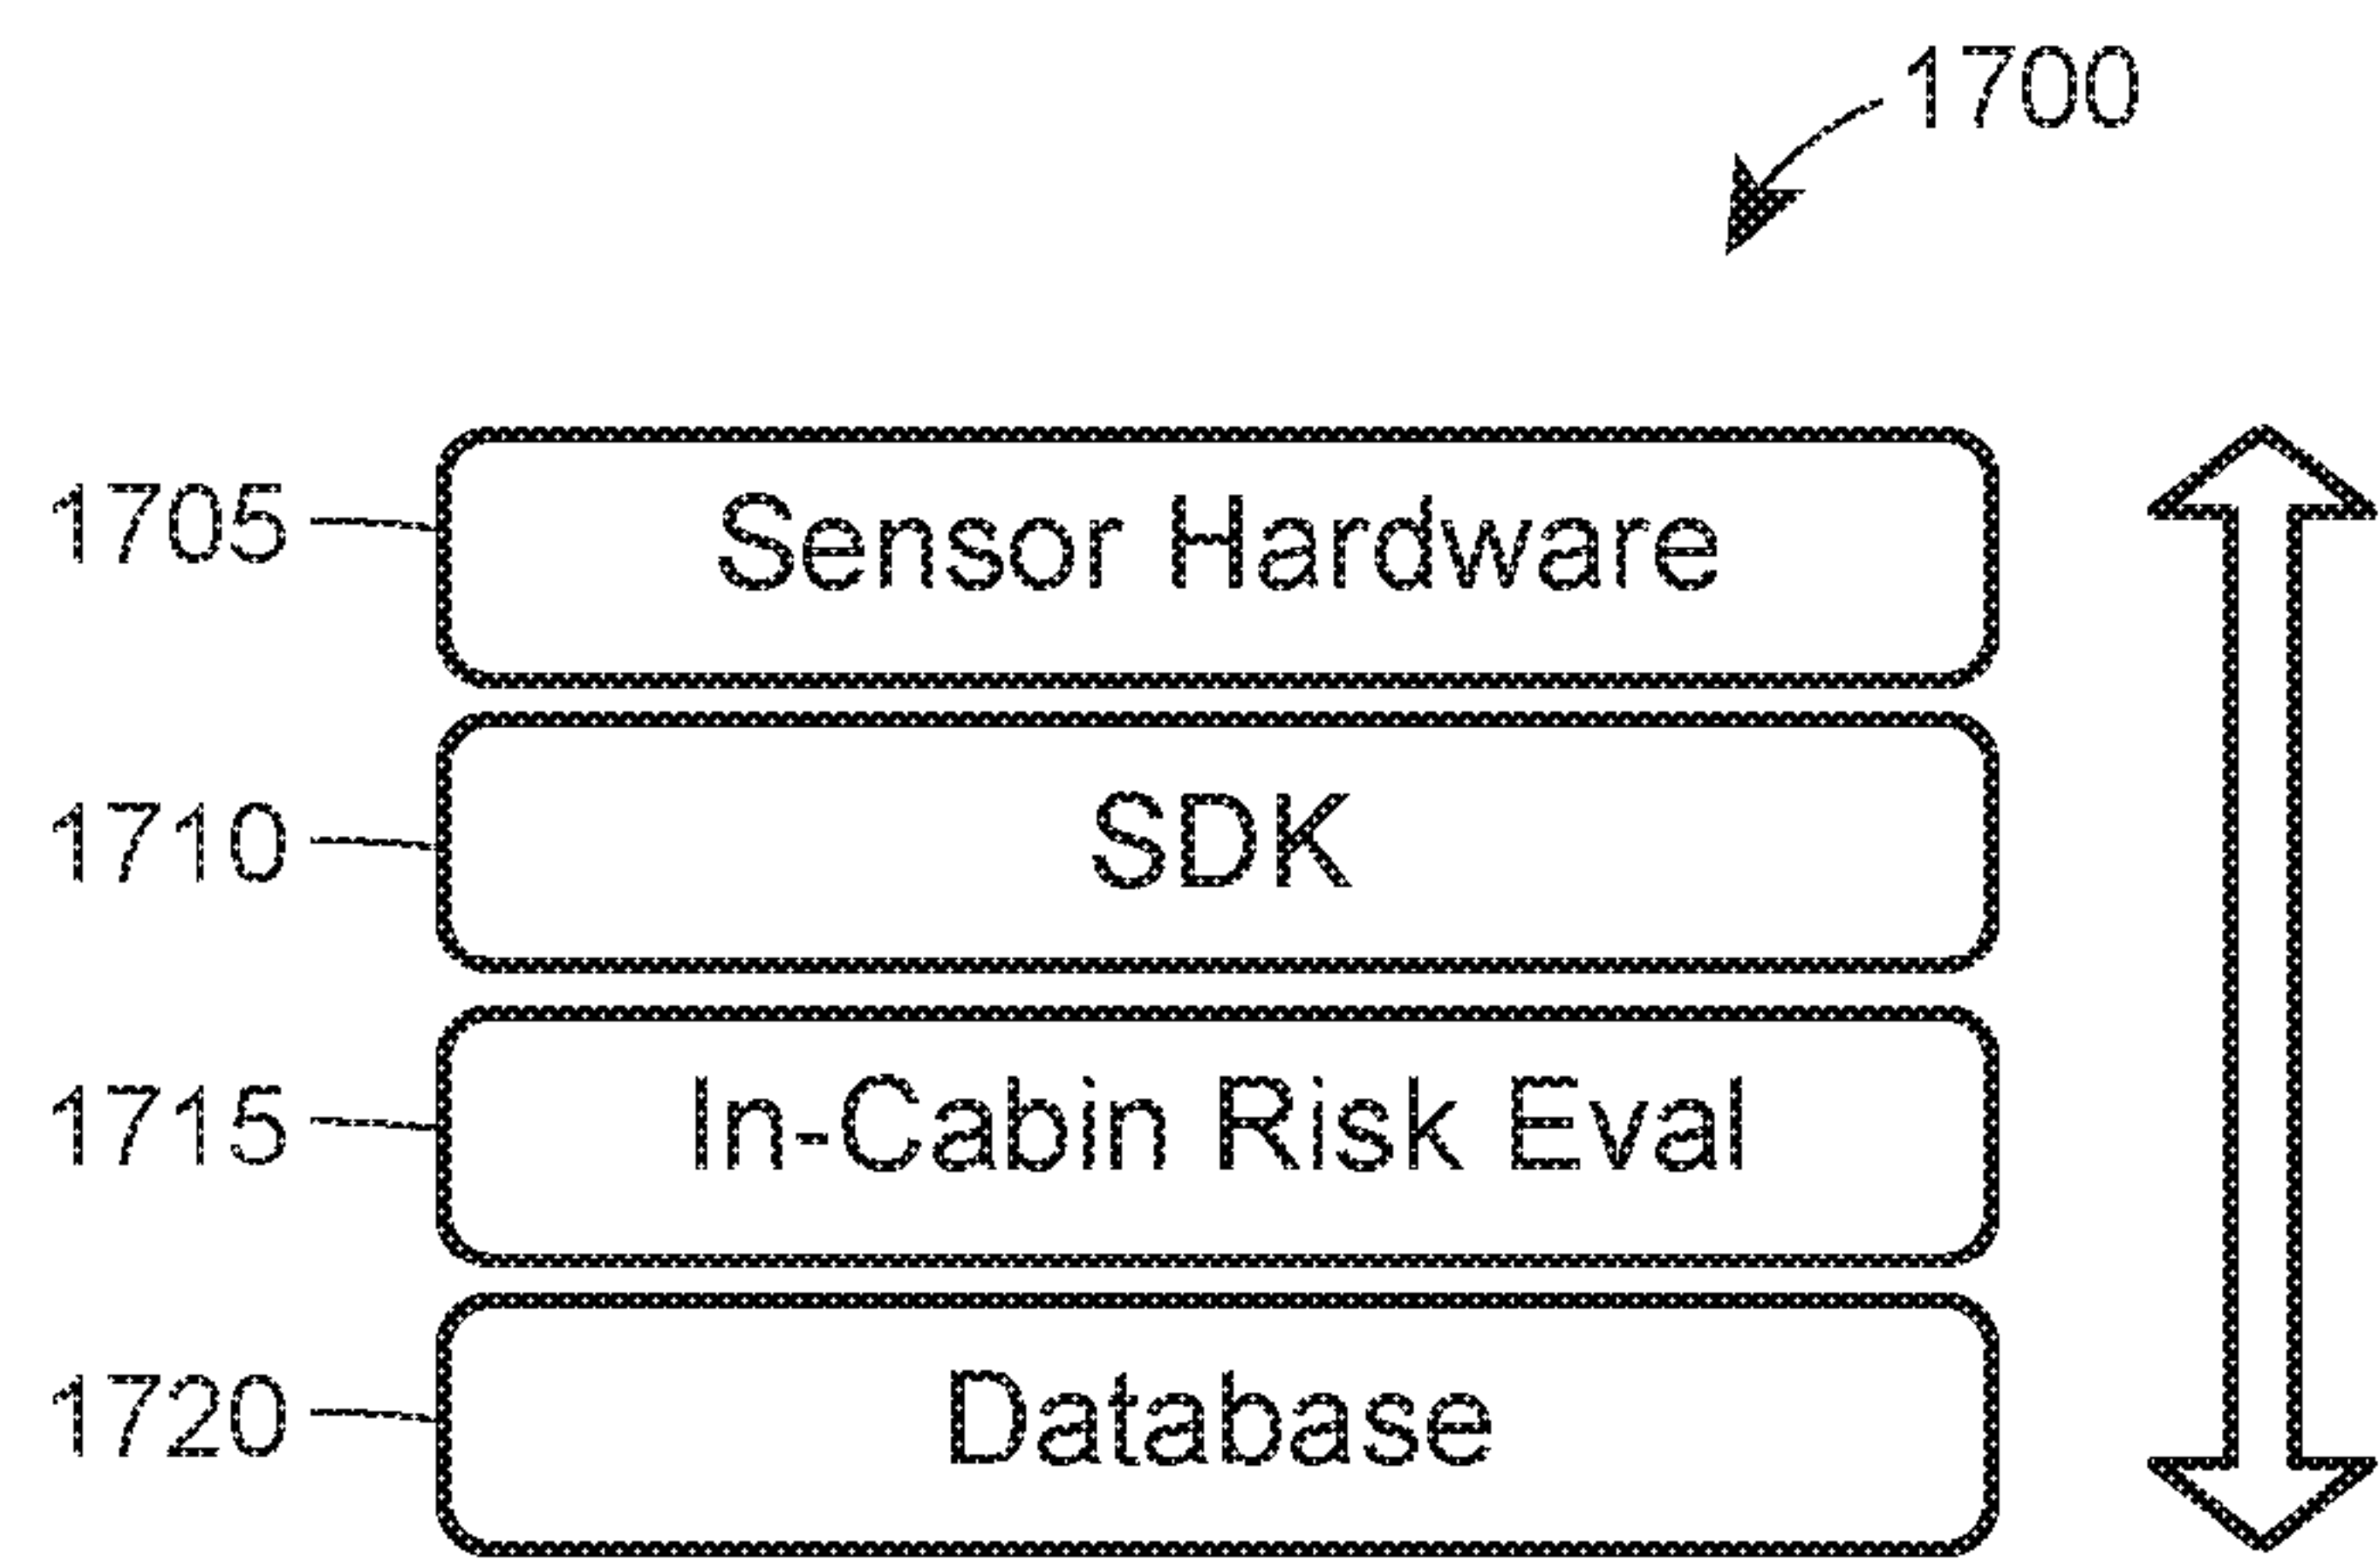 1700
1705 Sensor Hardware
1710 SDK
1715 In-Cabin Risk Eval
1720 Database